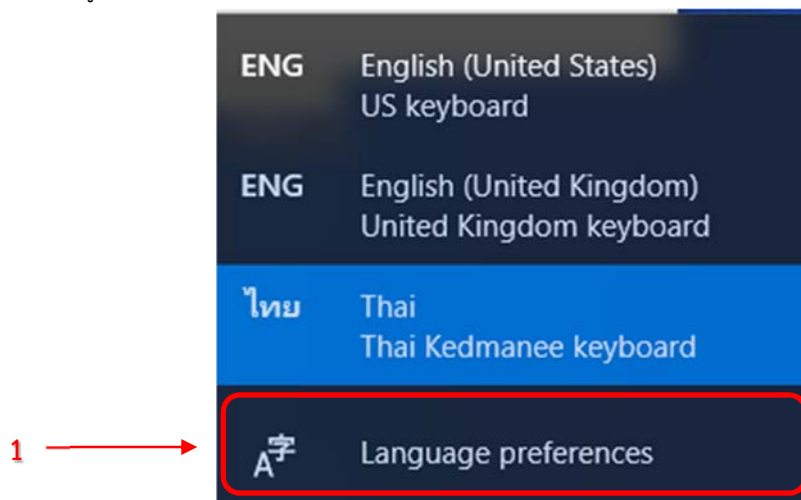 ENG English (United States)
US keyboard
ENG English (United Kingdom)
United Kingdom keyboard
ไทย Thai
Thai Kedmanee keyboard
1 A字 Language preferences